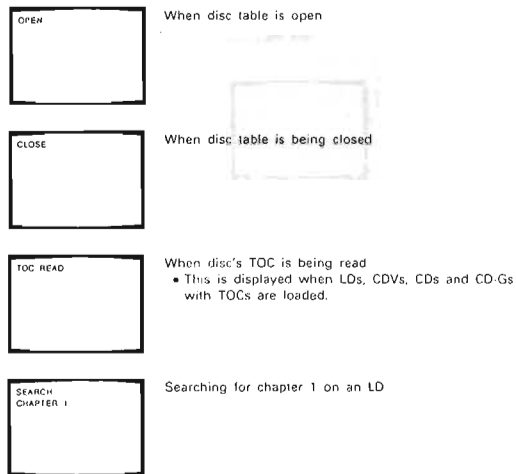 OPEN
When disc table is open
CLOSE
When disc table is being closed
TOC READ
When disc's TOC is being read
• This is displayed when LDs, CDVs, CDs and CD-Gs
with TOCs are loaded.
SEARCH
CHAPTER 1
Searching for chapter 1 on an LD